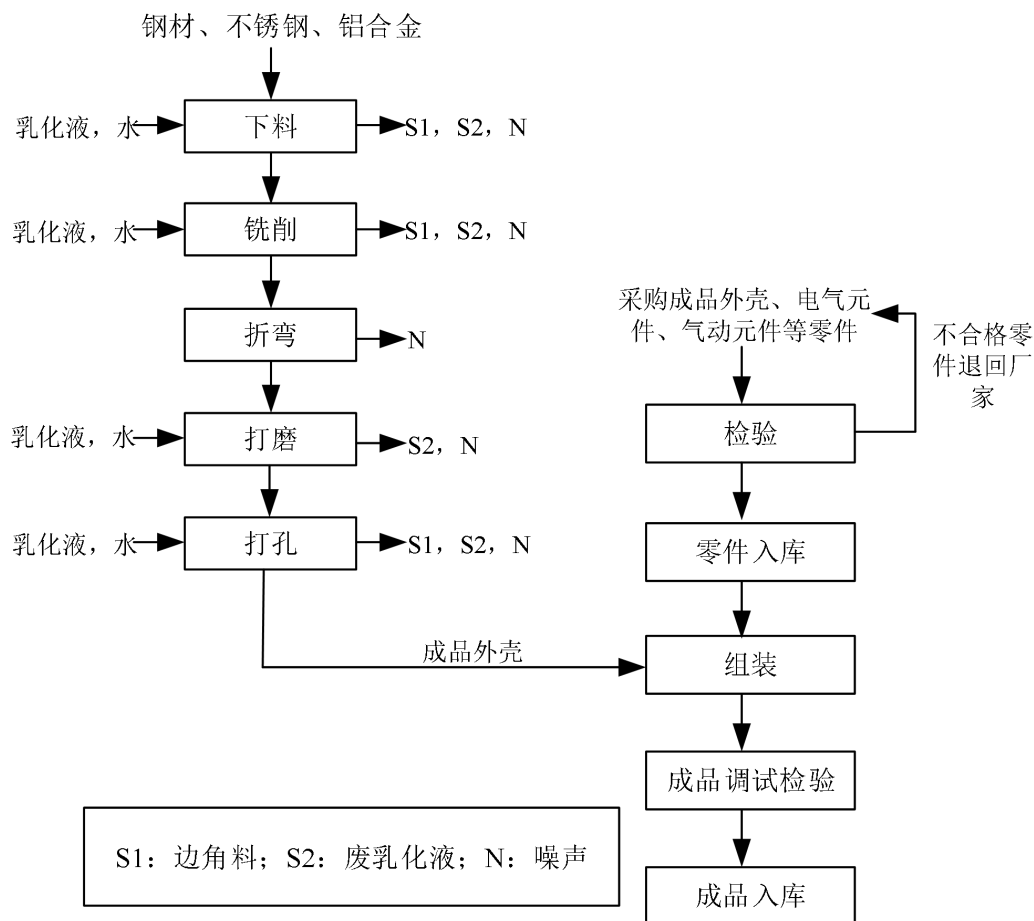 钢材、不锈钢、铝合金
乳化液，水
下料
S1，S2，N
乳化液，水
铣削
S1，S2，N
折弯
N
乳化液，水
打磨
S2，N
乳化液，水
打孔
S1，S2，N
成品外壳
采购成品外壳、电气元
件、气动元件等零件
不合格零
件退回厂
家
检验
零件入库
组装
成品调试检验
成品入库
S1：边角料；S2：废乳化液；N：噪声